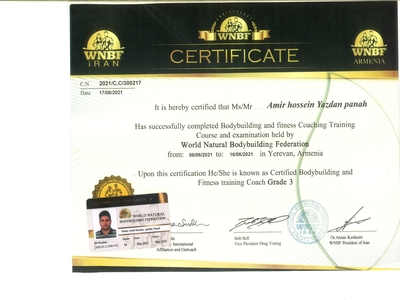 WNBF
CERTIFICATE
WNBF
IRAN
WNBF
ARMENIA
C.N 2021/C.C/300217
Date 17/06/2021
It is hereby certified that Ms/Mr Amir hossein Yazdan panah
Has successfully completed Bodybuilding and fitness Coaching Training
Course and examination held by
World Natural Bodybuilding Federation
from: 06/06/2021 to 16/06/2021 in Yerevan, Armenia
Upon this certification He/She is known as Certified Bodybuilding and
Fitness training Coach Grade 3
WORLD NATURAL
BODYBUILDING FEDERATION
International
Affiliation and Outreach
Bob Bell
Vice President Drug Testing
WNBF
Dr.Armin Keshmiri
WNBF President of Iran